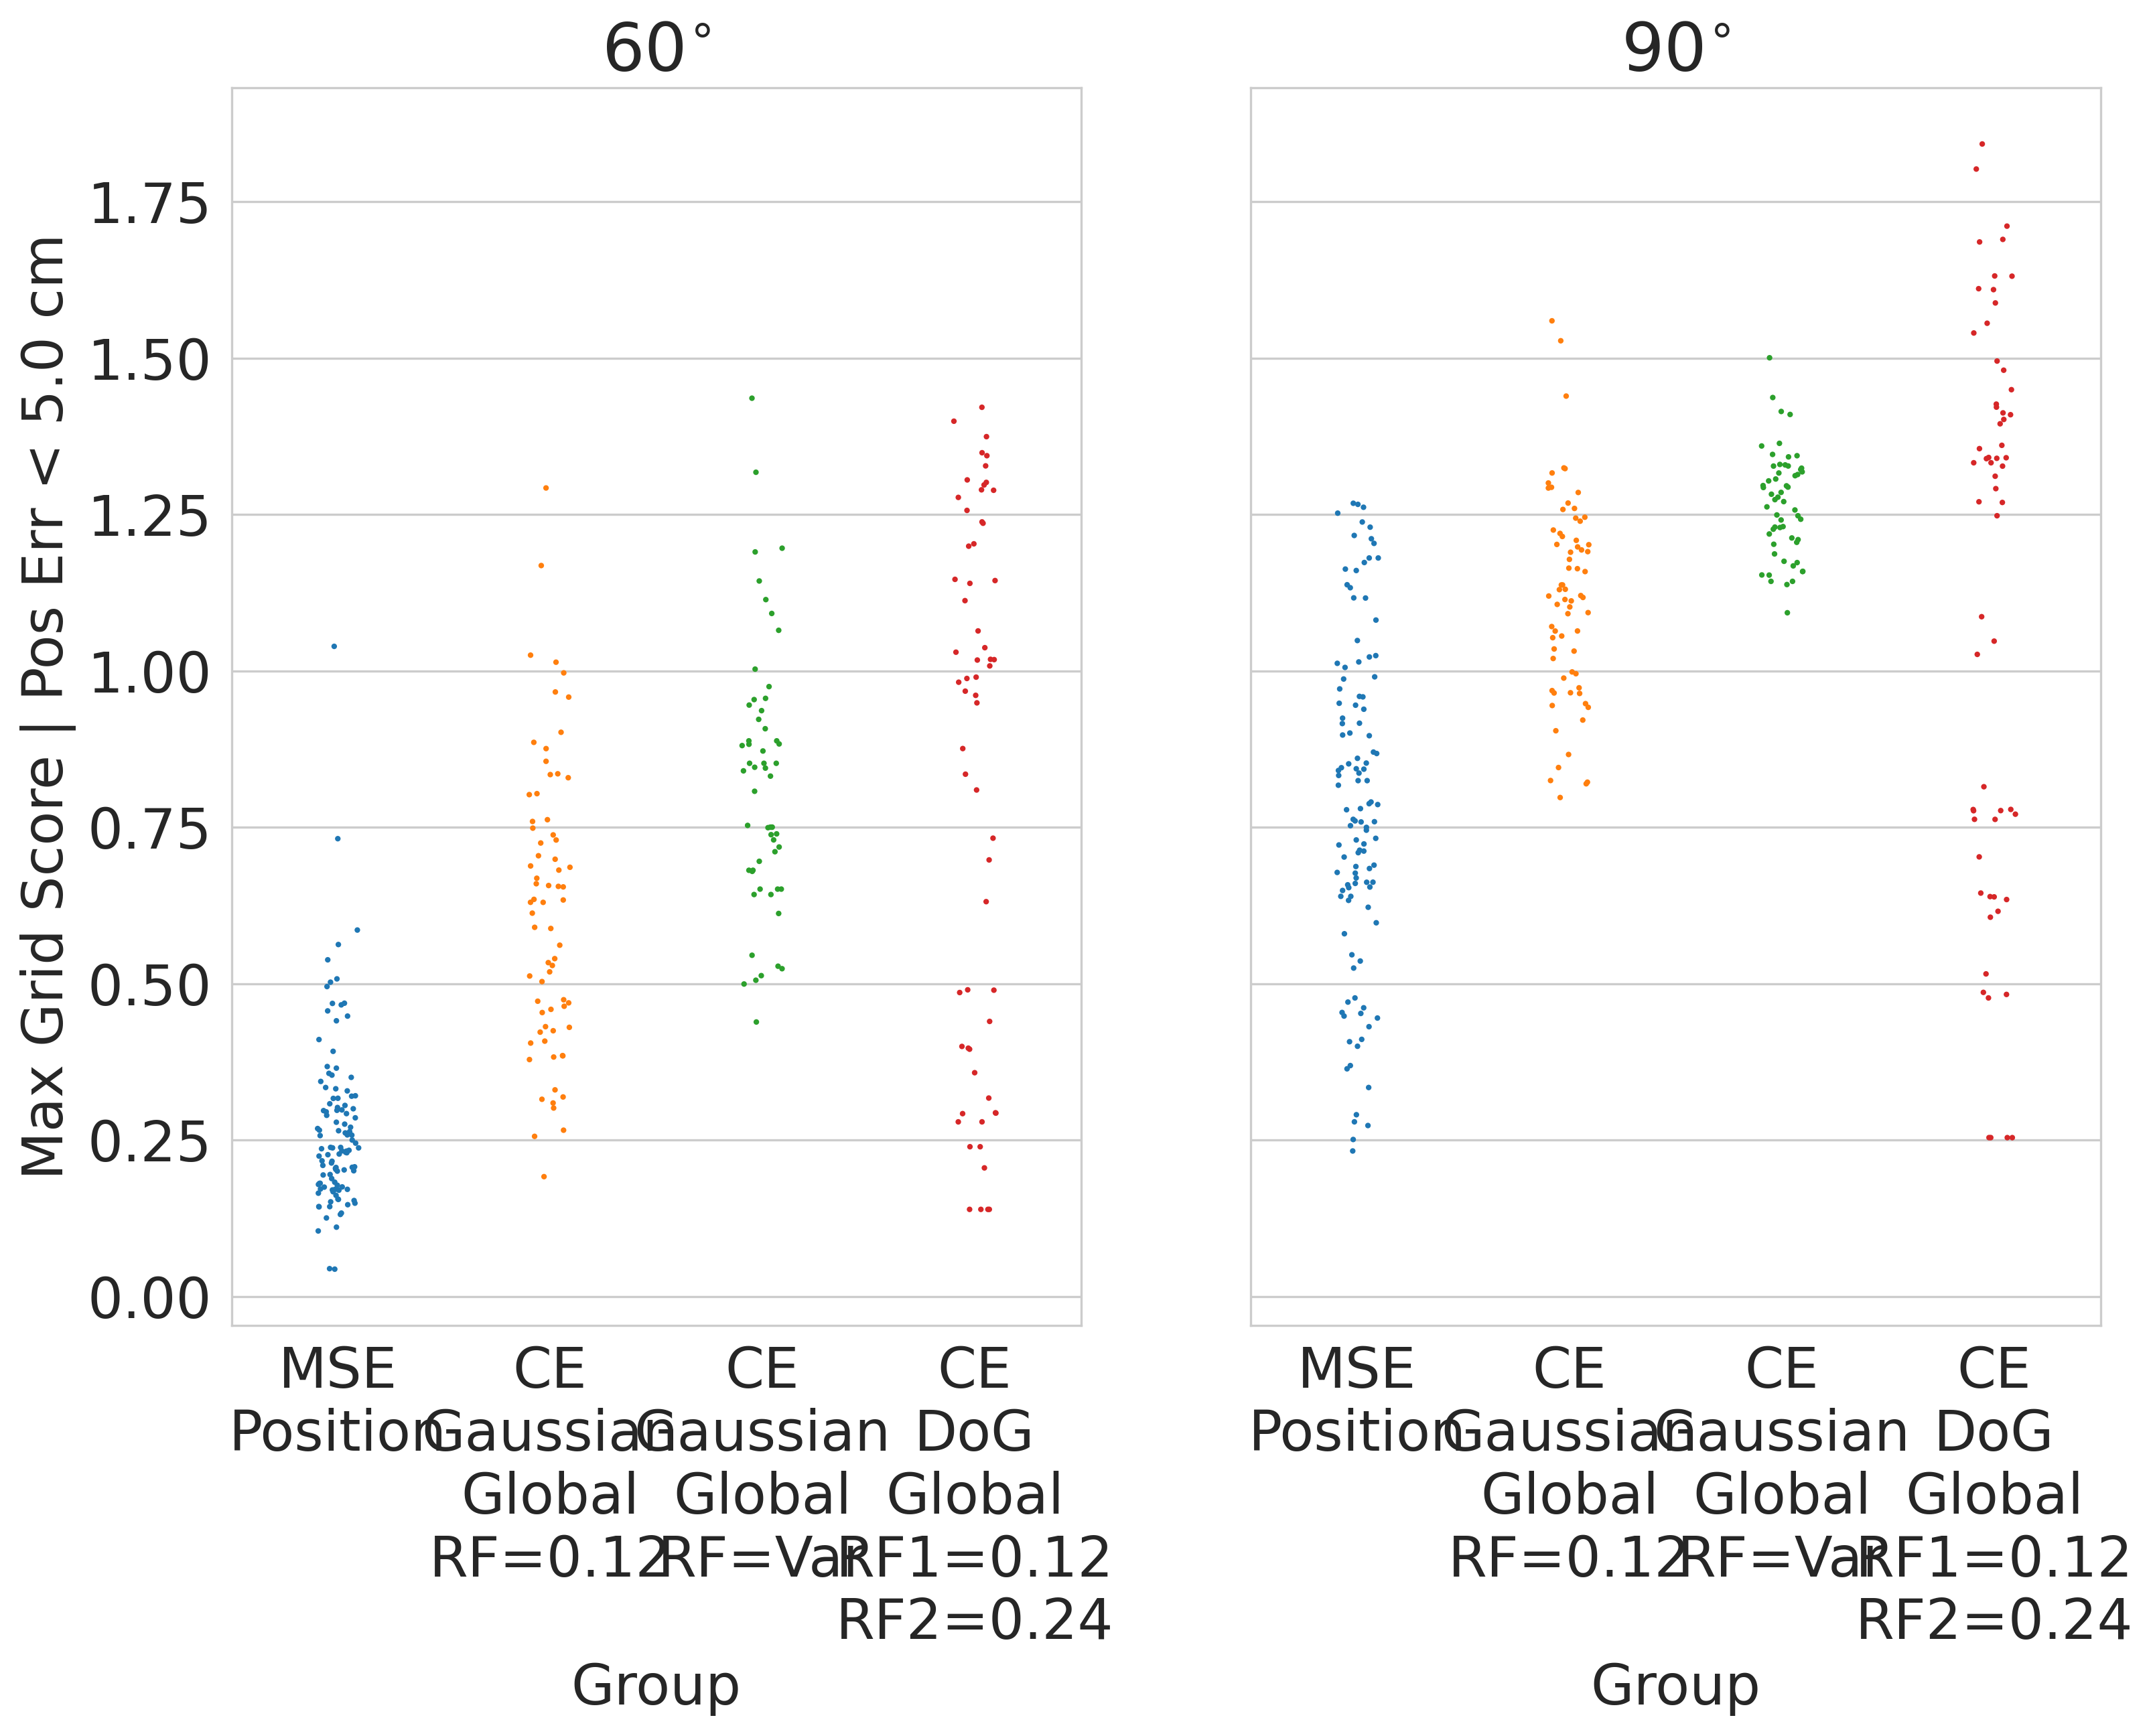 60°
90°
Max Grid Score | Pos Err < 5.0 cm
1.75
1.50
1.25
1.00
0.75
0.50
0.25
0.00
MSE
Position
CE
Gaussian
Global
RF=0.12
CE
Gaussian
Global
RF=Var
CE
DoG
Global
RF1=0.12
RF2=0.24
Group
MSE
Position
CE
Gaussian
Global
RF=0.12
CE
Gaussian
Global
RF=Var
CE
DoG
Global
RF1=0.12
RF2=0.24
Group